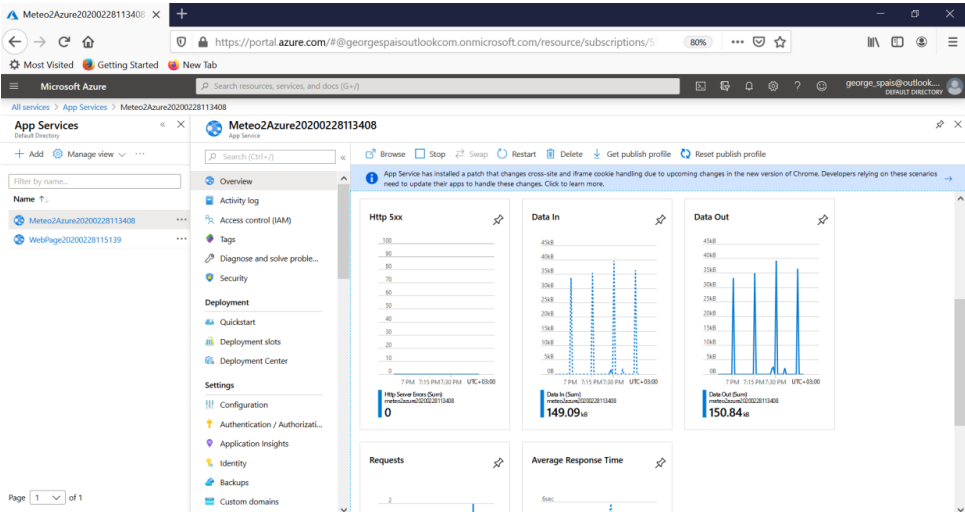 Meteo2Azure20200228113408
https://portal.azure.com/#@georgespaisoutlookcom.onmicrosoft.com/resource/subscriptions/5
80%
Most Visited Getting Started New Tab
Microsoft Azure
Search resources, services, and docs (G+/)
george_spais@outlook....
DEFAULT DIRECTORY
All services > App Services > Meteo2Azure20200228113408
App Services
Default Directory
Add Manage view
Filter by name...
Name ↑↓
Meteo2Azure20200228113408
WebPage20200228115139
Page 1 of 1
Meteo2Azure20200228113408
App Service
Search (Ctrl+/)
Overview
Activity log
Access control (IAM)
Tags
Diagnose and solve proble...
Security
Deployment
Quickstart
Deployment slots
Deployment Center
Settings
Configuration
Authentication / Authorizati...
Application Insights
Identity
Backups
Custom domains
Browse Stop Swap Restart Delete Get publish profile Reset publish profile
App Service has installed a patch that changes cross-site and iframe cookie handling due to upcoming changes in the new version of Chrome. Developers relying on these scenarios
need to update their apps to handle these changes. Click to learn more.
Http 5xx
100
90
80
70
60
50
40
30
20
10
0
7 PM 7:15 PM 7:30 PM UTC+03:00
Http Server Errors (Sum)
meteo2azure20200228113408
0
Data In
45kB
40kB
35kB
30kB
25kB
20kB
15kB
10kB
5kB
0B
7 PM 7:15 PM 7:30 PM UTC+03:00
Data In (Sum)
meteo2azure20200228113408
149.09 kB
Data Out
45kB
40kB
35kB
30kB
25kB
20kB
15kB
10kB
5kB
0B
7 PM 7:15 PM 7:30 PM UTC+03:00
Data Out (Sum)
meteo2azure20200228113408
150.84 kB
Requests
2
Average Response Time
6sec